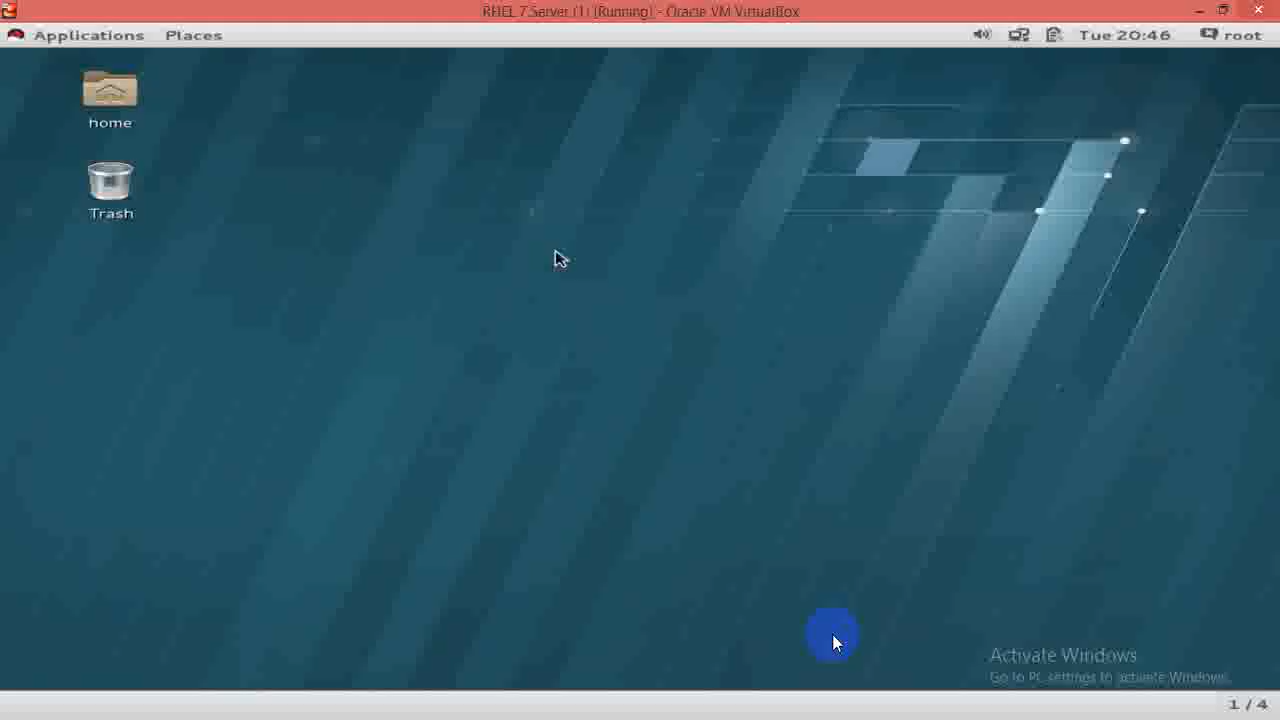 RHEL 7 Server (1) [Running] - Oracle VM VirtualBox
Applications Places Tue 20:46 root
home
Trash
Activate Windows
Go to PC settings to activate Windows.
1 / 4